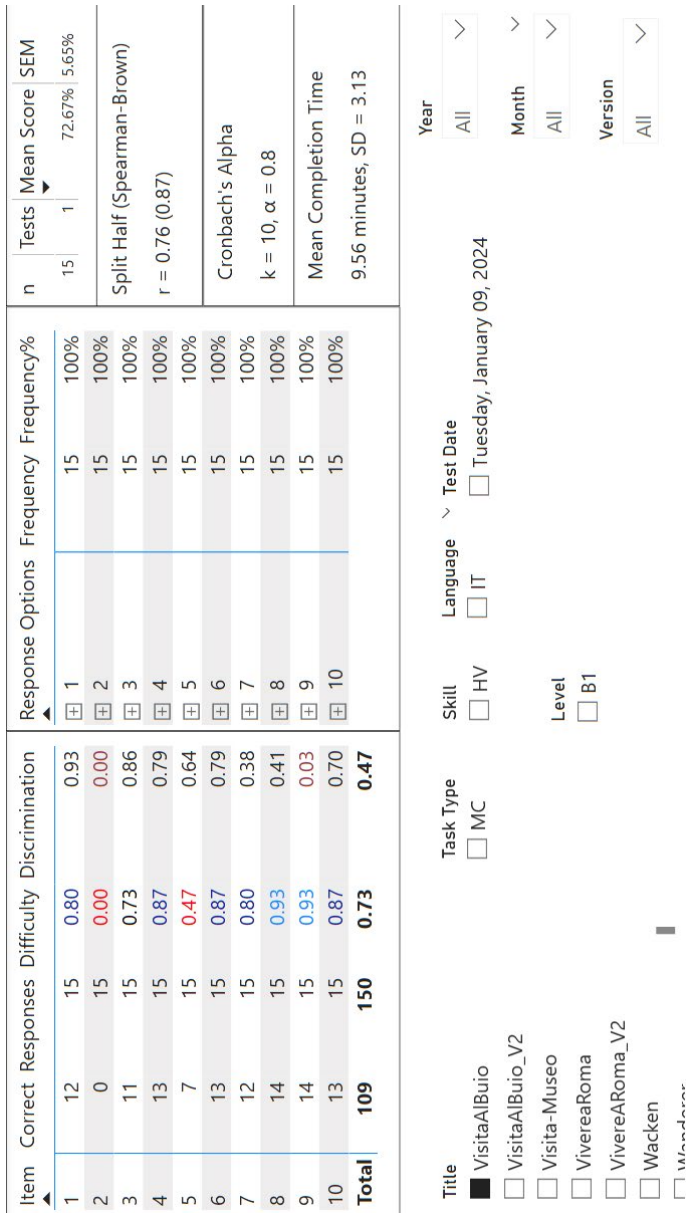 Item Correct Responses Difficulty Discrimination
1 12 15 0.80 0.93
2 0 15 0.00 0.00
3 11 15 0.73 0.86
4 13 15 0.87 0.79
5 7 15 0.47 0.64
6 13 15 0.87 0.79
7 12 15 0.80 0.38
8 14 15 0.93 0.41
9 14 15 0.93 0.03
10 13 15 0.87 0.70
Total 109 150 0.73 0.47
Response Options Frequency Frequency%
1 15 100%
2 15 100%
3 15 100%
4 15 100%
5 15 100%
6 15 100%
7 15 100%
8 15 100%
9 15 100%
10 15 100%
n Tests Mean Score SEM
15 1 72.67% 5.65%
Split Half (Spearman-Brown)
r = 0.76 (0.87)
Cronbach's Alpha
k = 10, α = 0.8
Mean Completion Time
9.56 minutes, SD = 3.13
Title
VisitaAlBuio
VisitaAlBuio_V2
Visita-Museo
VivereaRoma
VivereARoma_V2
Wacken
Wanderer
Task Type
MC
Skill
HV
Level
B1
Language
IT
Test Date
Tuesday, January 09, 2024
Year
All
Month
All
Version
All